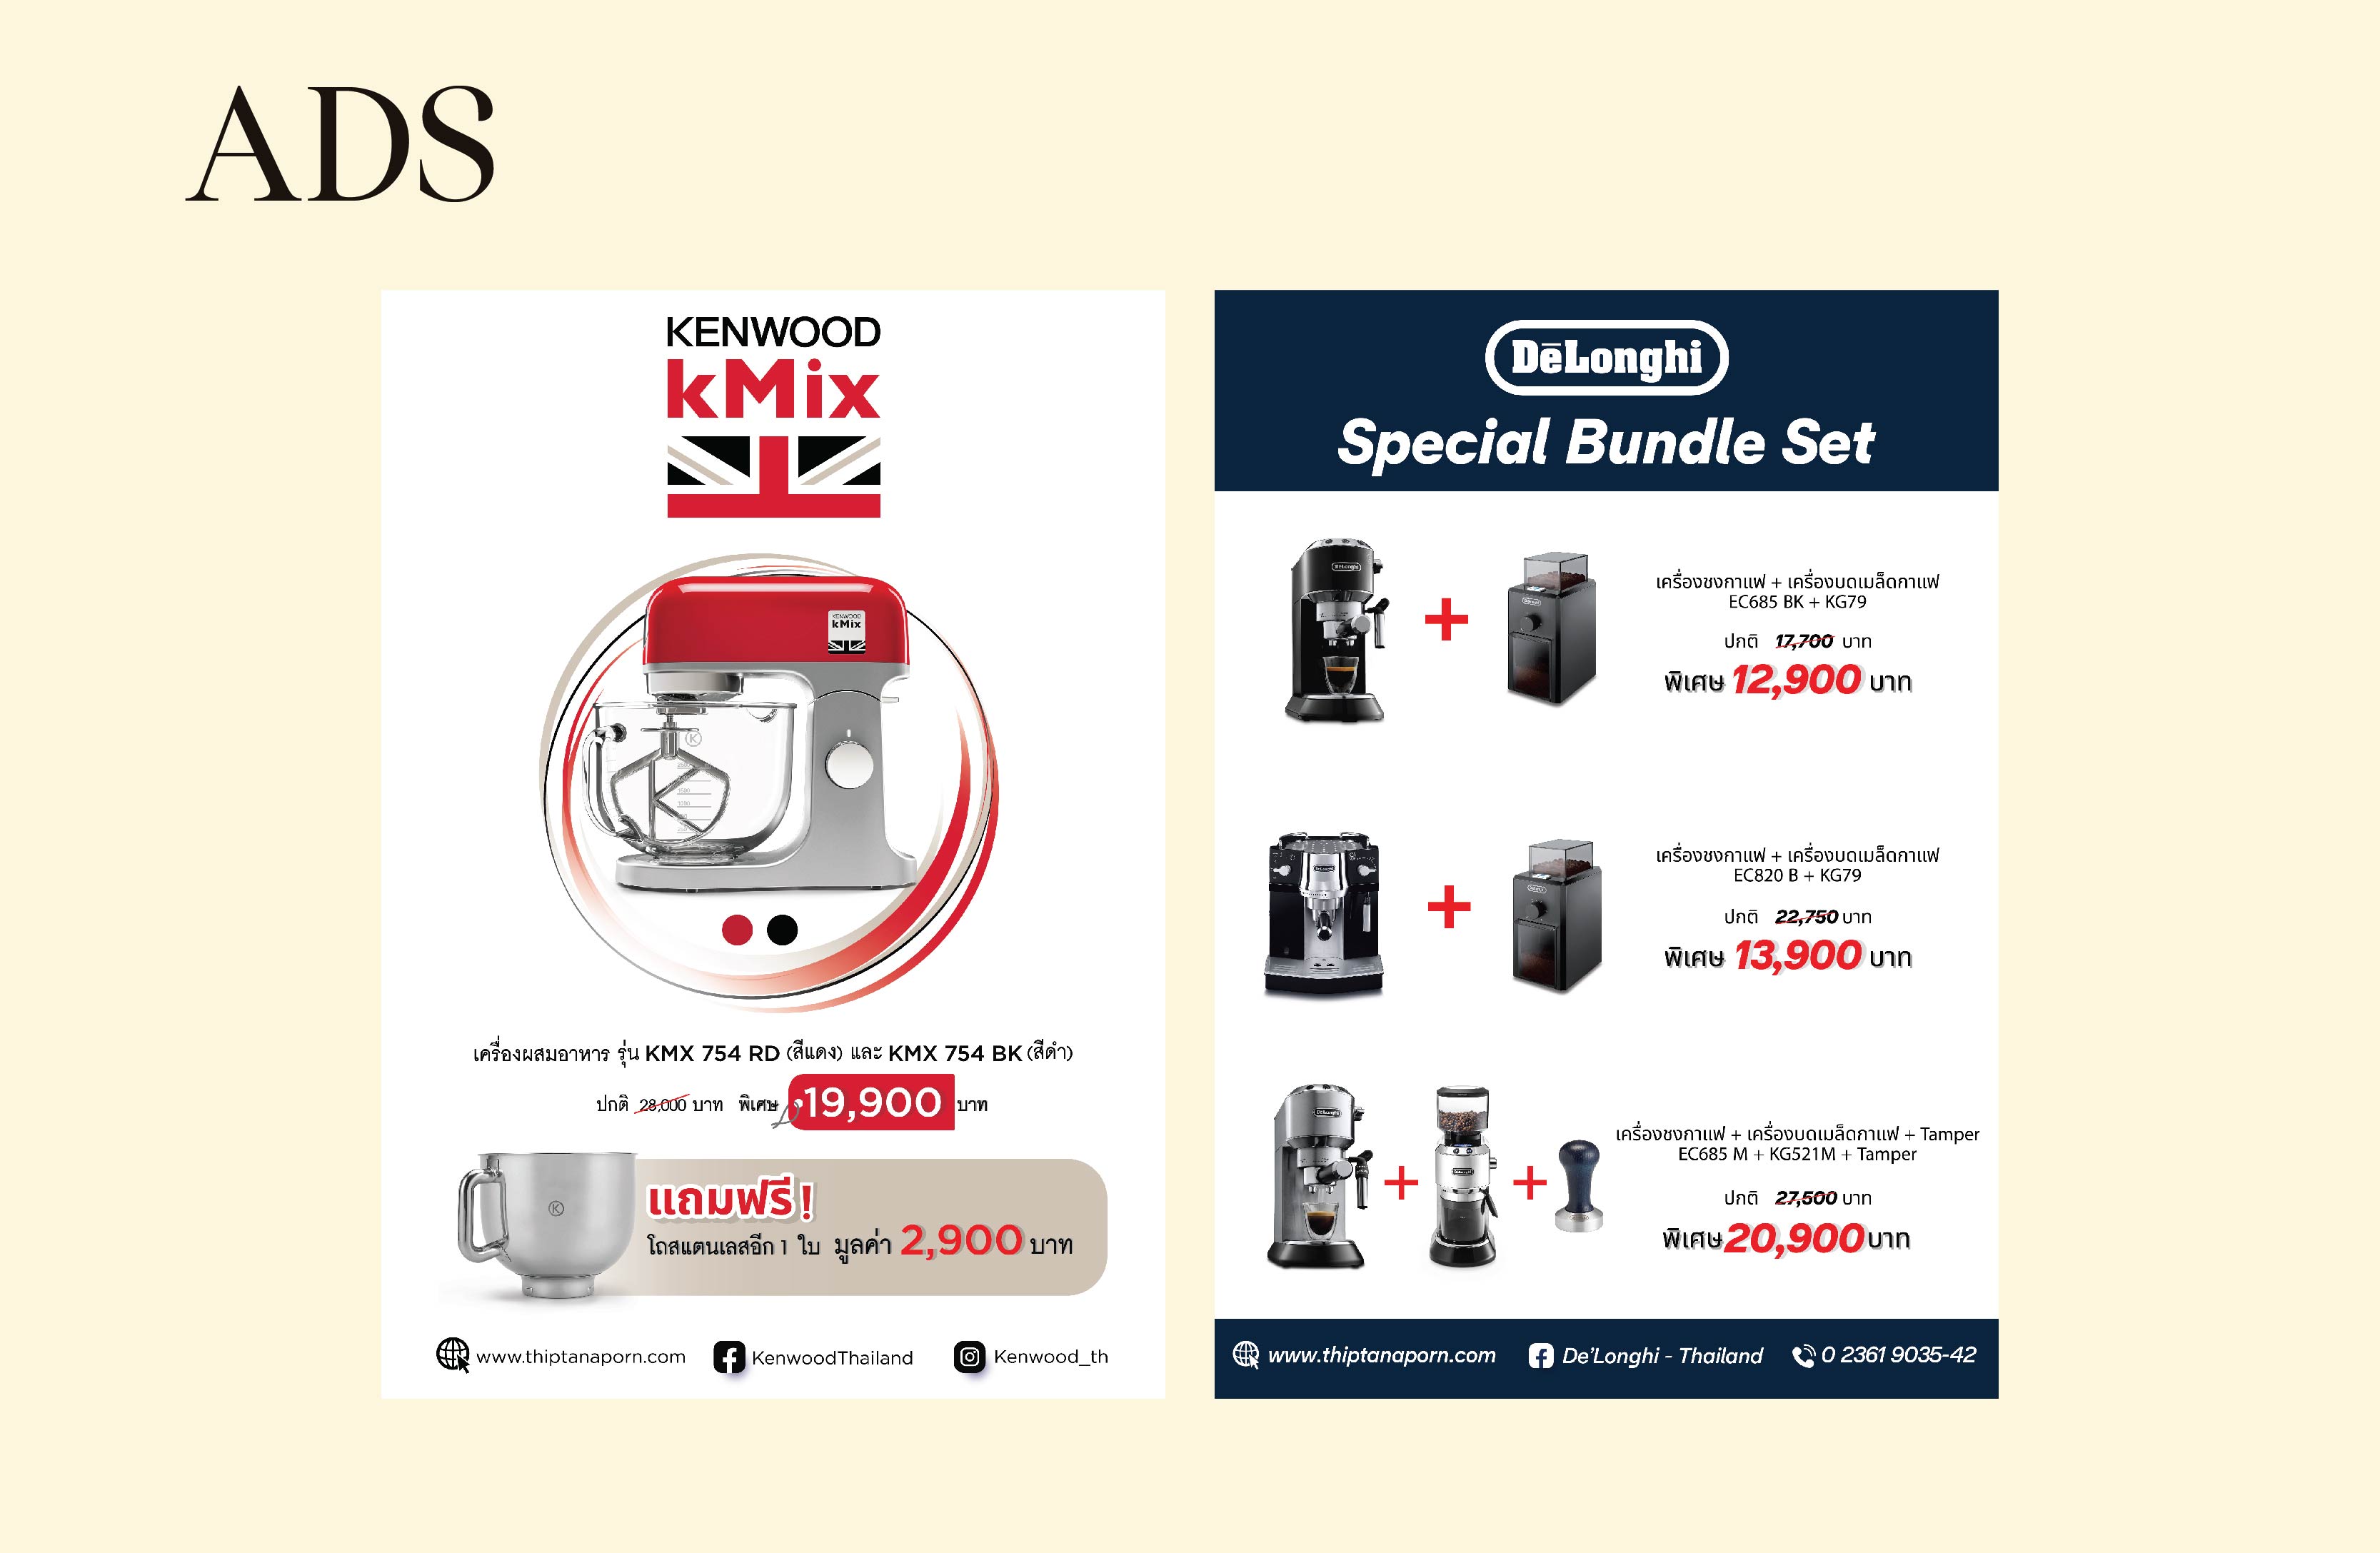 ADS
KENWOOD
kMix
KENWOOD
kMix
เครื่องผสมอาหาร รุ่น KMX 754 RD (สีแดง) และ KMX 754 BK (สีดำ)
ปกติ 28,000 บาท พิเศษ 19,900 บาท
แถมฟรี!
โถสแตนเลสอีก 1 ใบ มูลค่า 2,900 บาท
www.thiptanaporn.com KenwoodThailand Kenwood_th
DēLonghi
Special Bundle Set
เครื่องชงกาแฟ + เครื่องบดเมล็ดกาแฟ
EC685 BK + KG79
ปกติ 17,700 บาท
พิเศษ 12,900 บาท
เครื่องชงกาแฟ + เครื่องบดเมล็ดกาแฟ
EC820 B + KG79
ปกติ 22,750 บาท
พิเศษ 13,900 บาท
เครื่องชงกาแฟ + เครื่องบดเมล็ดกาแฟ + Tamper
EC685 M + KG521M + Tamper
ปกติ 27,500 บาท
พิเศษ 20,900 บาท
www.thiptanaporn.com De'Longhi - Thailand 0 2361 9035-42